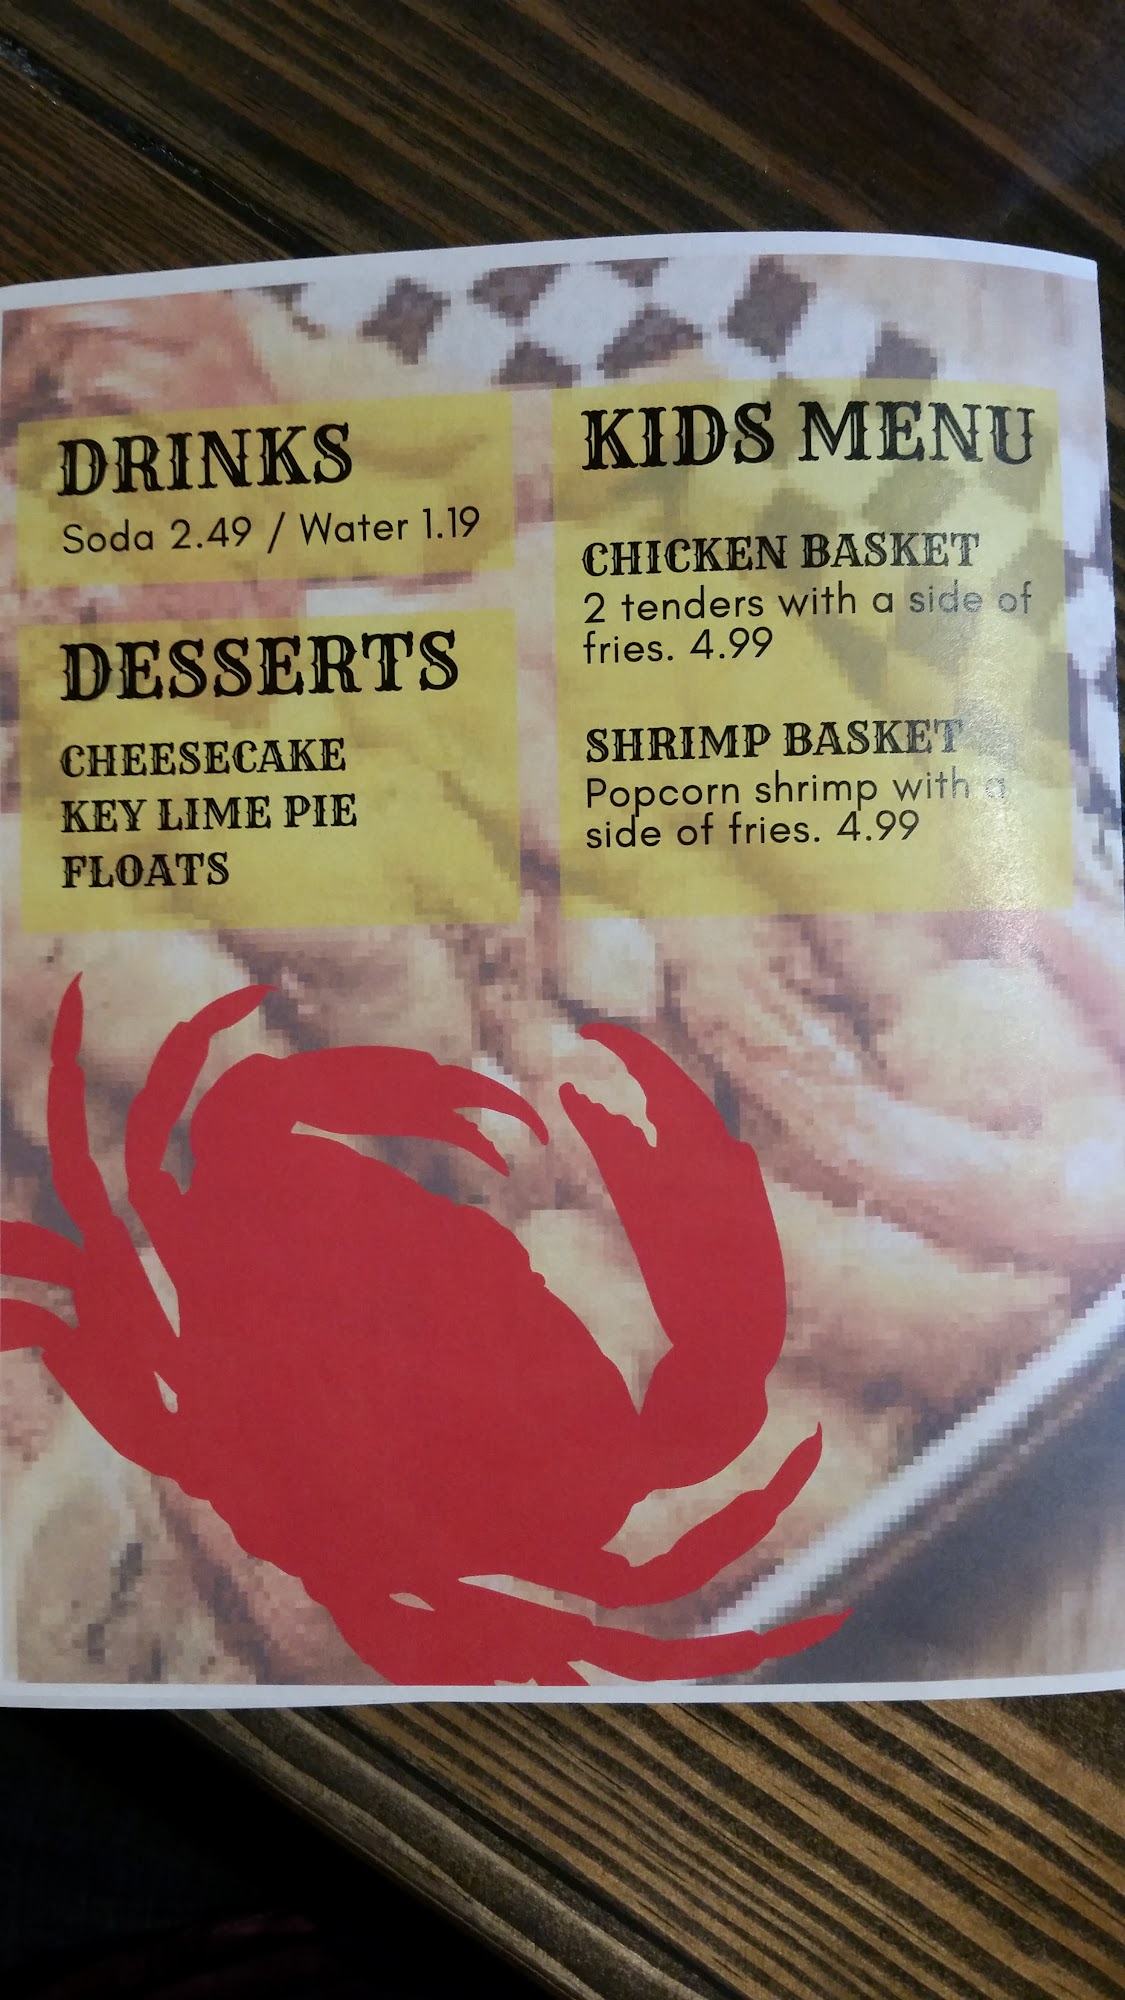 DRINKS
Soda 2.49 / Water 1.19
DESSERTS
CHEESECAKE
KEY LIME PIE
FLOATS
KIDS MENU
CHICKEN BASKET
2 tenders with a side of
fries. 4.99
SHRIMP BASKET
Popcorn shrimp with a
side of fries. 4.99